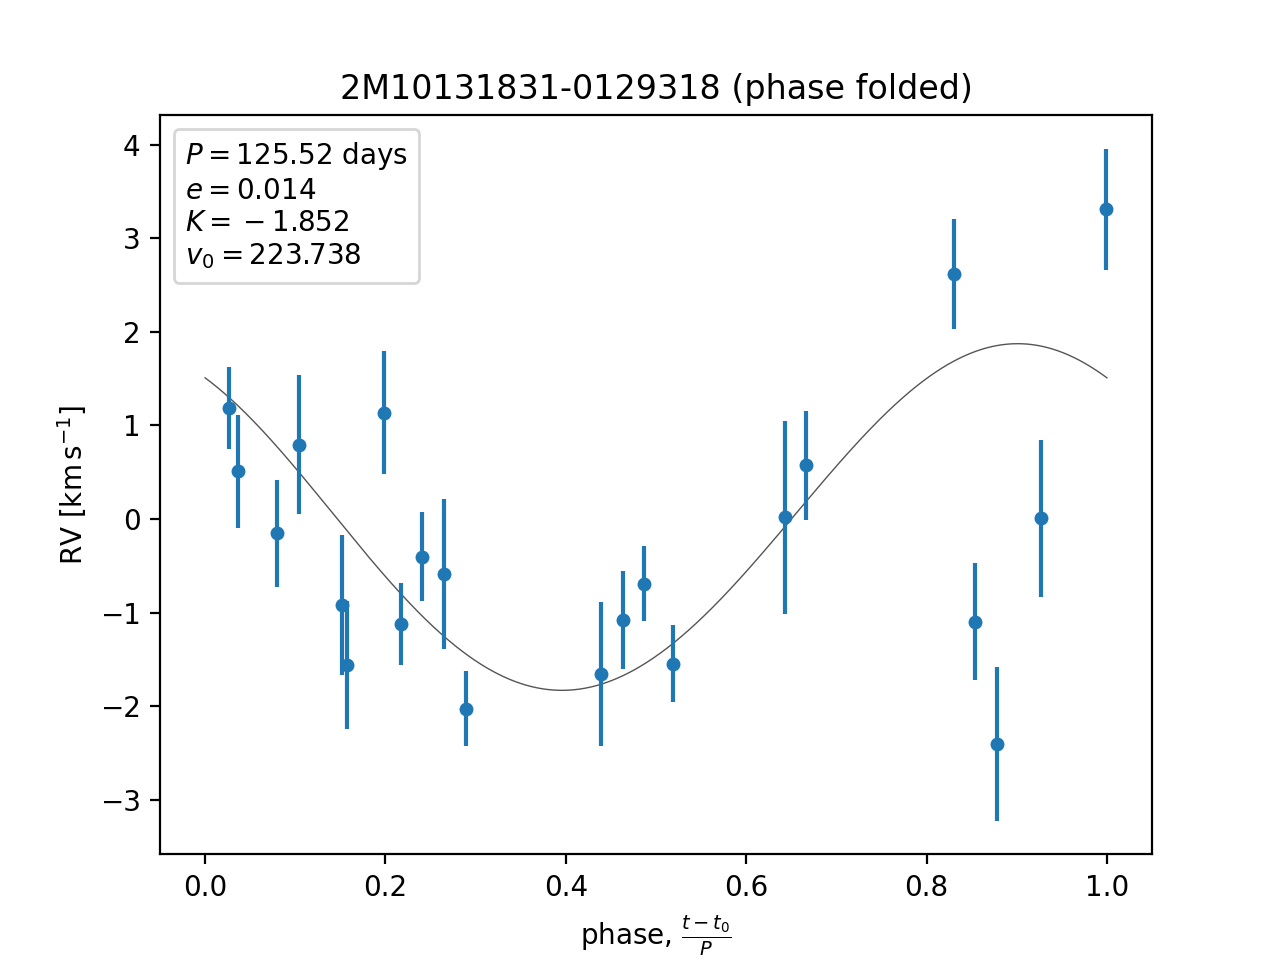 2M10131831-0129318 (phase folded)
P = 125.52 days
e = 0.014
K = −1.852
v₀ = 223.738
4
3
2
1
0
−1
−2
−3
RV [km s⁻¹]
0.0 0.2 0.4 0.6 0.8 1.0
phase, (t − t₀)/P